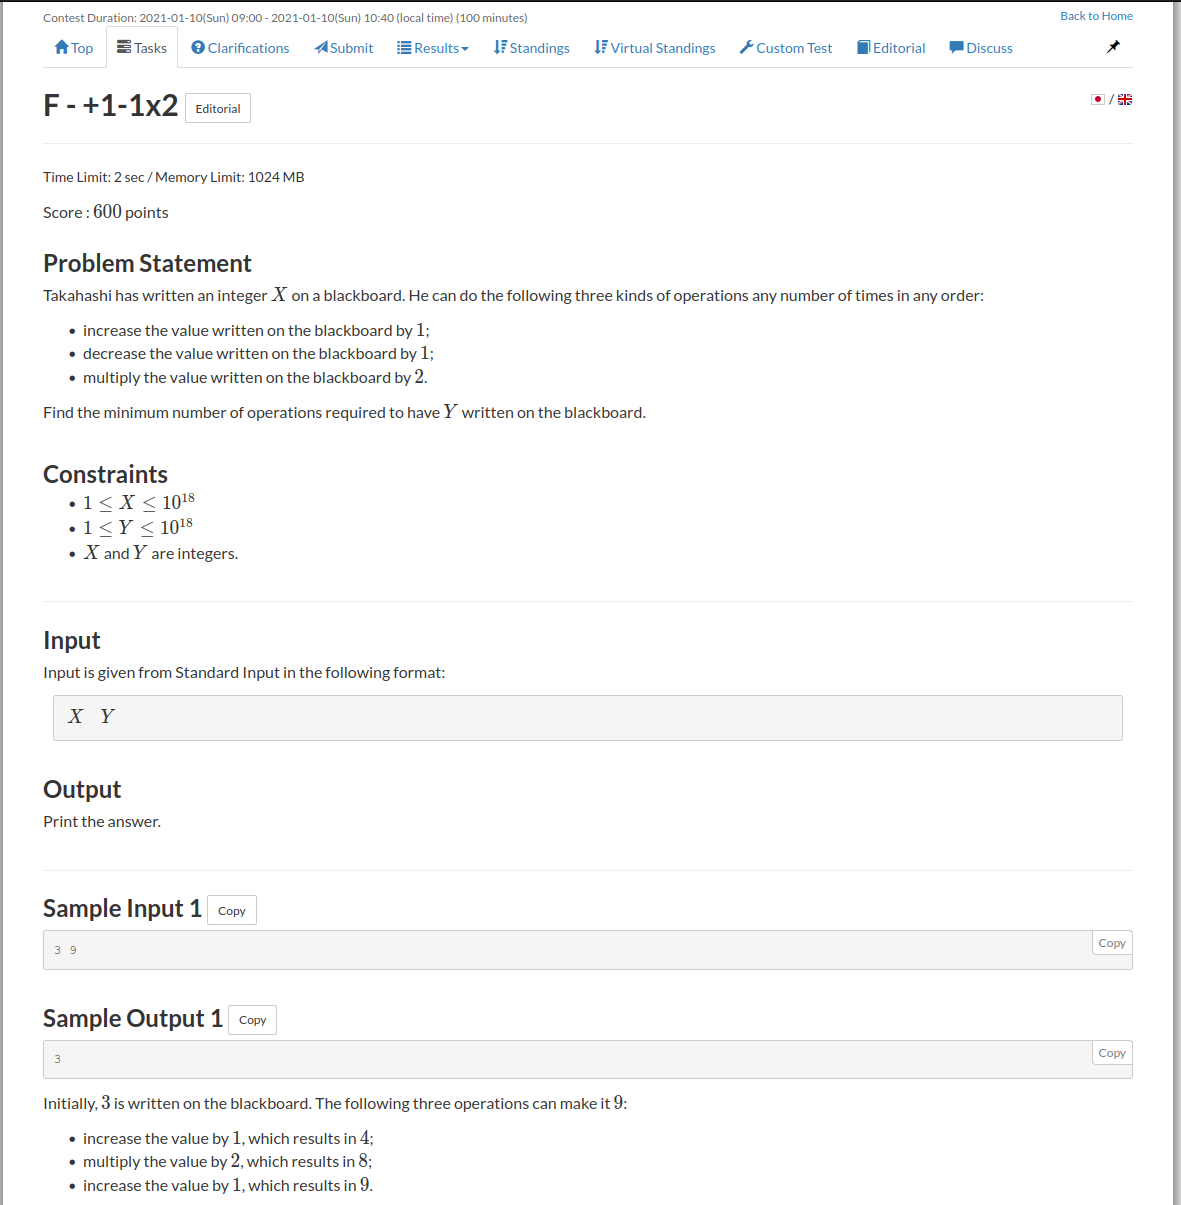 Contest Duration: 2021-01-10(Sun) 09:00 - 2021-01-10(Sun) 10:40 (local time) (100 minutes)
Back to Home
Top Tasks Clarifications Submit Results Standings Virtual Standings Custom Test Editorial Discuss
F - +1-1x2 Editorial
/
Time Limit: 2 sec / Memory Limit: 1024 MB
Score : 600 points
Problem Statement
Takahashi has written an integer X on a blackboard. He can do the following three kinds of operations any number of times in any order:
• increase the value written on the blackboard by 1;
• decrease the value written on the blackboard by 1;
• multiply the value written on the blackboard by 2.
Find the minimum number of operations required to have Y written on the blackboard.
Constraints
• 1 ≤ X ≤ 10¹⁸
• 1 ≤ Y ≤ 10¹⁸
• X and Y are integers.
Input
Input is given from Standard Input in the following format:
X Y
Output
Print the answer.
Sample Input 1 Copy
Copy
3 9
Sample Output 1 Copy
Copy
3
Initially, 3 is written on the blackboard. The following three operations can make it 9:
• increase the value by 1, which results in 4;
• multiply the value by 2, which results in 8;
• increase the value by 1, which results in 9.